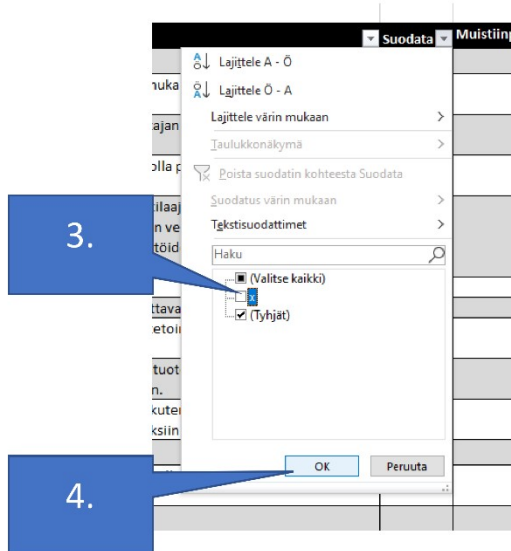 Suodata Muistiinp
Lajittele A - Ö
Lajittele Ö - A
Lajittele värin mukaan
Taulukkonäkymä
Poista suodatin kohteesta Suodata
Suodatus värin mukaan
Tekstisuodattimet
Haku
(Valitse kaikki)
x
(Tyhjät)
OK Peruuta
3.
4.
nuka
ajan
olla p
tilaaj
n ve
töid
ttava
etoi
tuot
n.
kute
ksiin